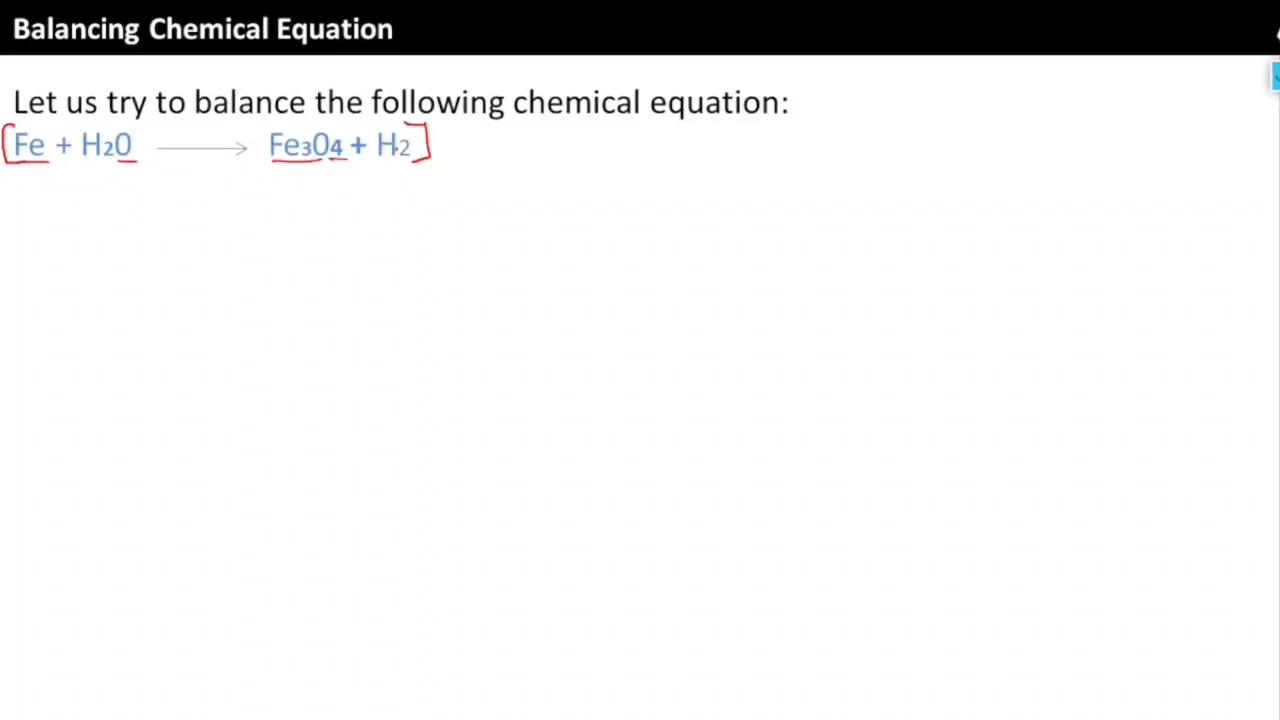 Balancing Chemical Equation
Let us try to balance the following chemical equation:
Fe + H2O → Fe3O4 + H2